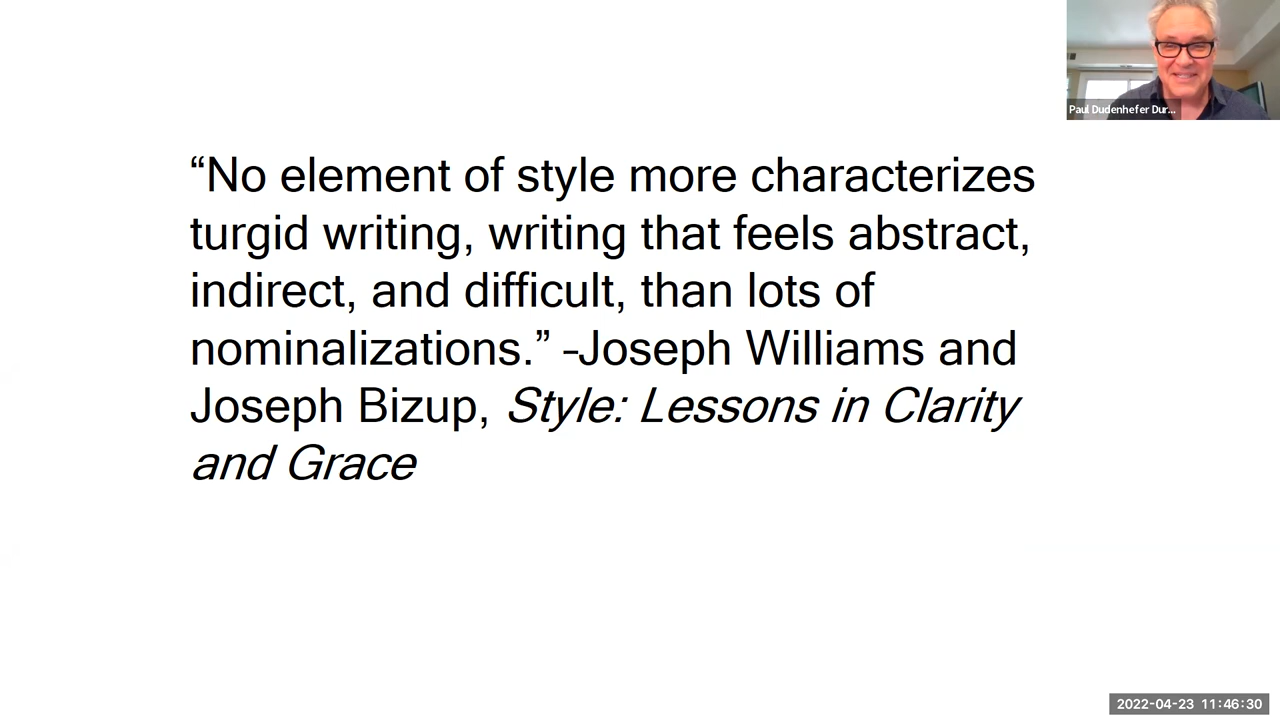 Paul Dudenhefer Dur...
“No element of style more characterizes
turgid writing, writing that feels abstract,
indirect, and difficult, than lots of
nominalizations.” –Joseph Williams and
Joseph Bizup, Style: Lessons in Clarity
and Grace
2022-04-23 11:46:30